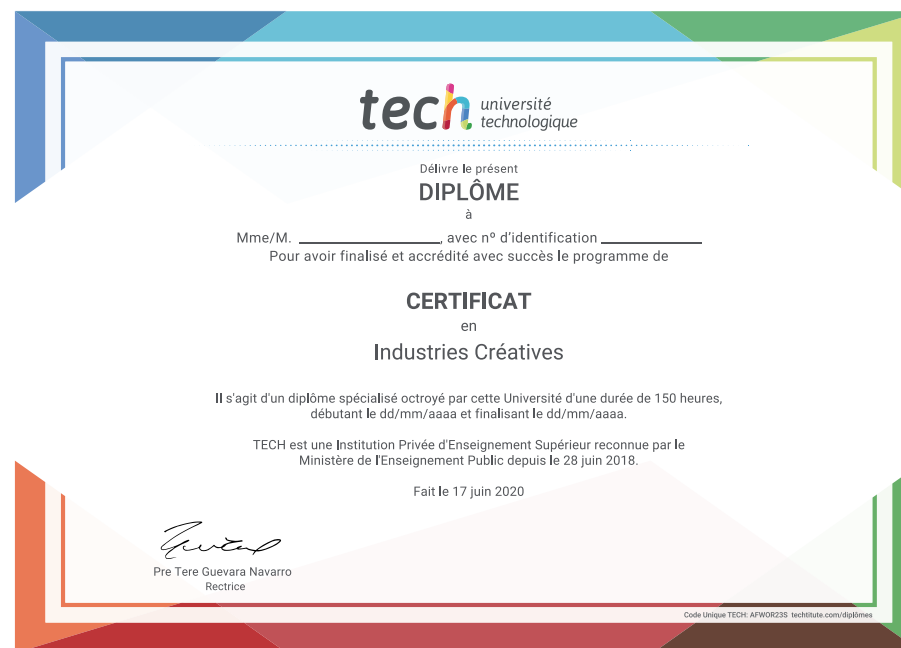 tech université
technologique
Délivre le présent
DIPLÔME
à
Mme/M. ____________________, avec nº d'identification ______________
Pour avoir finalisé et accrédité avec succès le programme de
CERTIFICAT
en
Industries Créatives
Il s'agit d'un diplôme spécialisé octroyé par cette Université d'une durée de 150 heures,
débutant le dd/mm/aaaa et finalisant le dd/mm/aaaa.
TECH est une Institution Privée d'Enseignement Supérieur reconnue par le
Ministère de l'Enseignement Public depuis le 28 juin 2018.
Fait le 17 juin 2020
Pre Tere Guevara Navarro
Rectrice
Code Unique TECH: AFWOR23S techtitute.com/diplômes